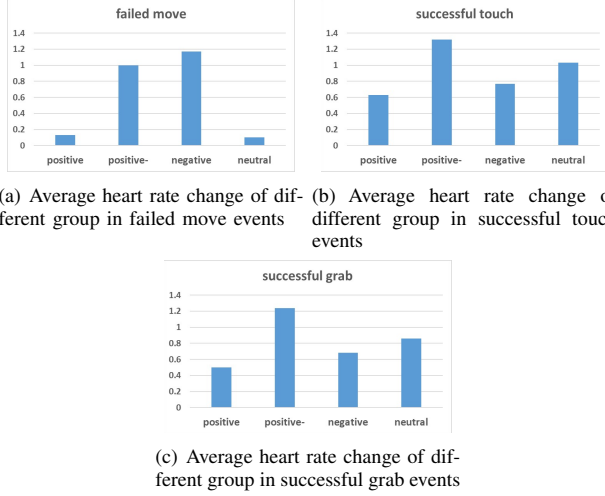 failed move
1.4
1.2
1
0.8
0.6
0.4
0.2
0
positive positive- negative neutral
(a) Average heart rate change of dif-
ferent group in failed move events
successful touch
1.4
1.2
1
0.8
0.6
0.4
0.2
0
positive positive- negative neutral
(b) Average heart rate change
different group in successful
events
successful grab
1.4
1.2
1
0.8
0.6
0.4
0.2
0
positive positive- negative neutral
(c) Average heart rate change of dif-
ferent group in successful grab events